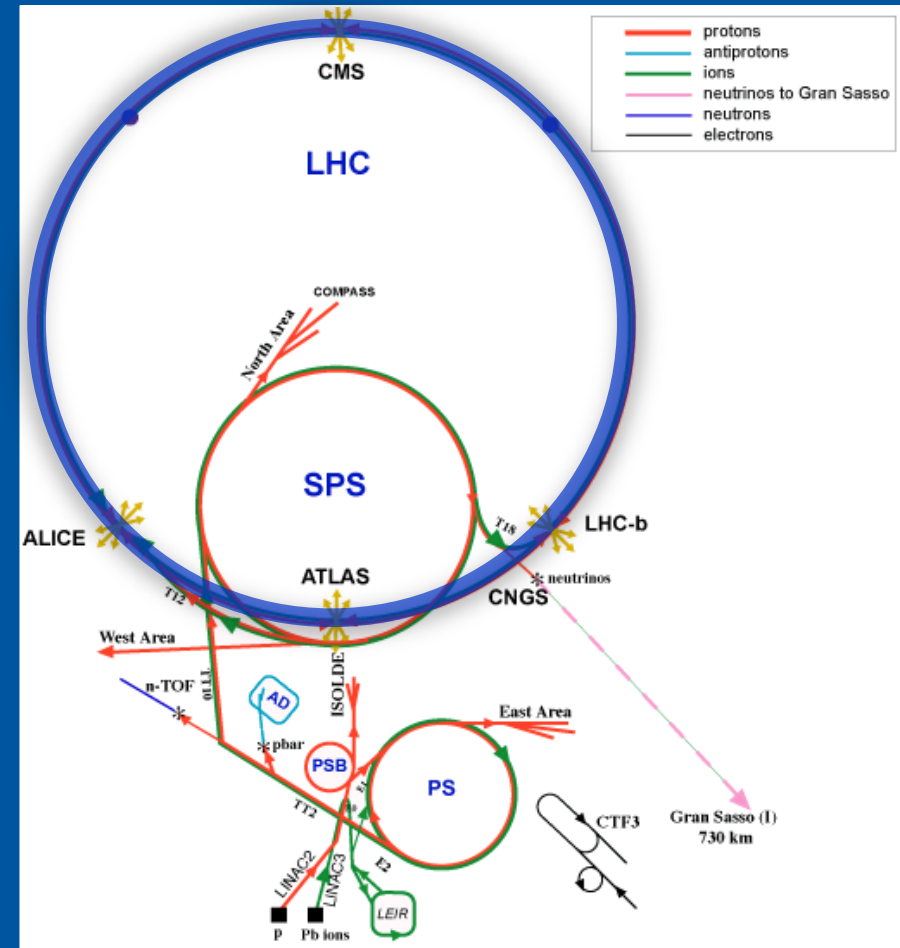 protons
antiprotons
ions
neutrinos to Gran Sasso
neutrons
electrons
CMS
LHC
COMPASS
North Area
SPS
T18
LHC-b
ALICE
ATLAS
neutrinos
CNGS
T12
West Area
ISOLDE
TT10
n-TOF
AD
East Area
pbar
PSB
PS
E1
TT2
CTF3
Gran Sasso (I)
730 km
E2
LINAC2
LINAC3
LEIR
p
Pb ions